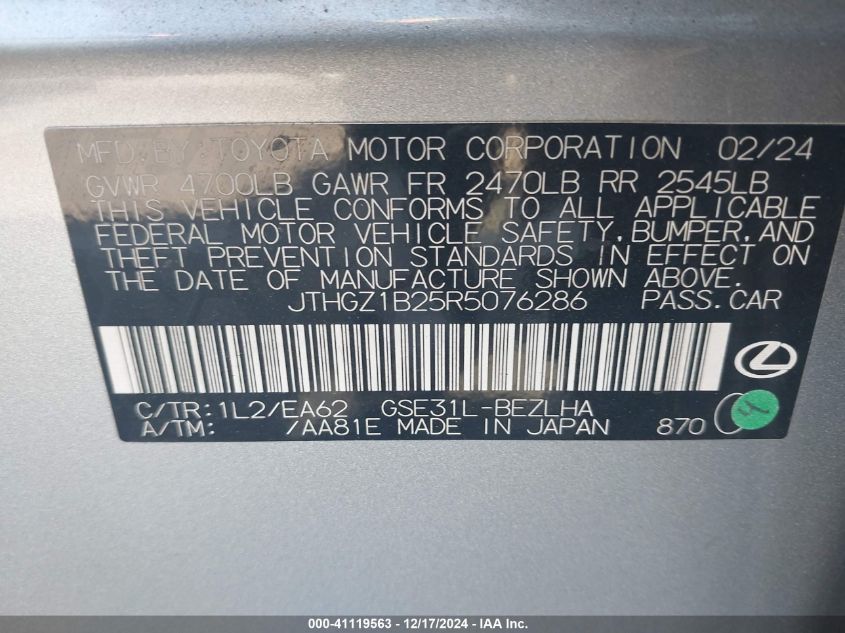 MFD.BY:TOYOTA MOTOR CORPORATION 02/24
GVWR 4700LB GAWR FR 2470LB RR 2545LB
THIS VEHICLE CONFORMS TO ALL APPLICABLE
FEDERAL MOTOR VEHICLE SAFETY,BUMPER,AND
THEFT PREVENTION STANDARDS IN EFFECT ON
THE DATE OF MANUFACTURE SHOWN ABOVE.
JTHGZ1B25R5076286 PASS.CAR
C/TR:1L2/EA62 GSE31L-BEZLHA
A/TM: /AA81E MADE IN JAPAN 870 4
000-41119563 - 12/17/2024 - IAA Inc.